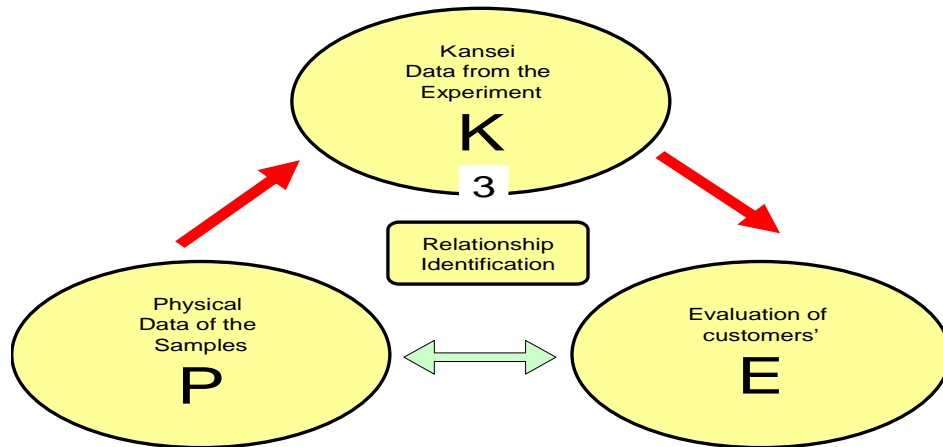 Kansei
Data from the
Experiment
K
3
Relationship
Identification
Physical
Data of the
Samples
P
Evaluation of
customers’
E